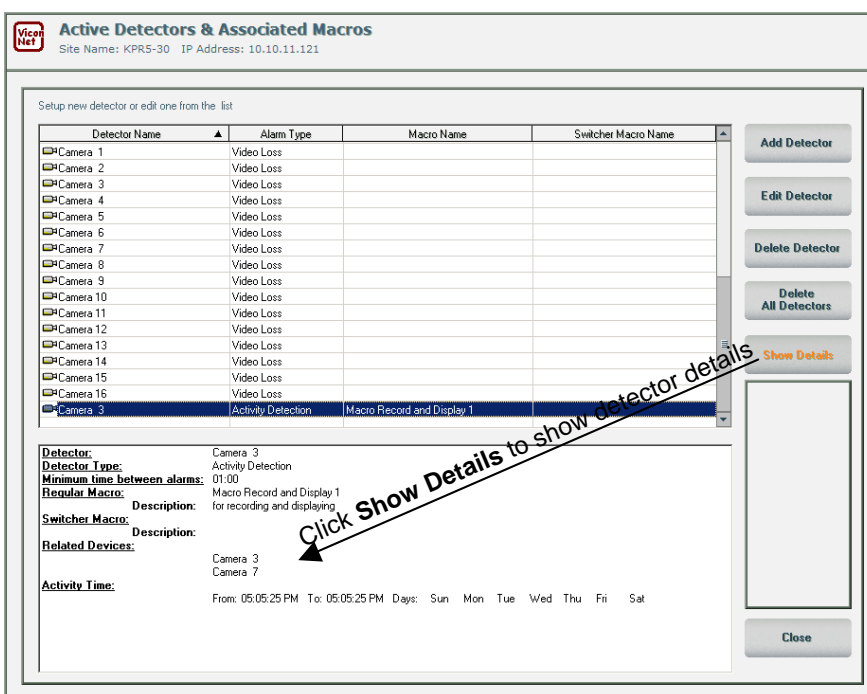 Vicon
Net
Active Detectors & Associated Macros
Site Name: KPR5-30 IP Address: 10.10.11.121
Setup new detector or edit one from the list
Detector Name Alarm Type Macro Name Switcher Macro Name
Camera 1 Video Loss
Camera 2 Video Loss
Camera 3 Video Loss
Camera 4 Video Loss
Camera 5 Video Loss
Camera 6 Video Loss
Camera 7 Video Loss
Camera 8 Video Loss
Camera 9 Video Loss
Camera 10 Video Loss
Camera 11 Video Loss
Camera 12 Video Loss
Camera 13 Video Loss
Camera 14 Video Loss
Camera 15 Video Loss
Camera 16 Video Loss
Camera 3 Activity Detection Macro Record and Display 1
Add Detector
Edit Detector
Delete Detector
Delete
All Detectors
Show Details
Click Show Details to show detector details
Detector: Camera 3
Detector Type: Activity Detection
Minimum time between alarms: 01:00
Regular Macro: Macro Record and Display 1
Description: for recording and displaying
Switcher Macro:
Description:
Related Devices:
Camera 3
Camera 7
Activity Time:
From: 05:05:25 PM To: 05:05:25 PM Days: Sun Mon Tue Wed Thu Fri Sat
Close